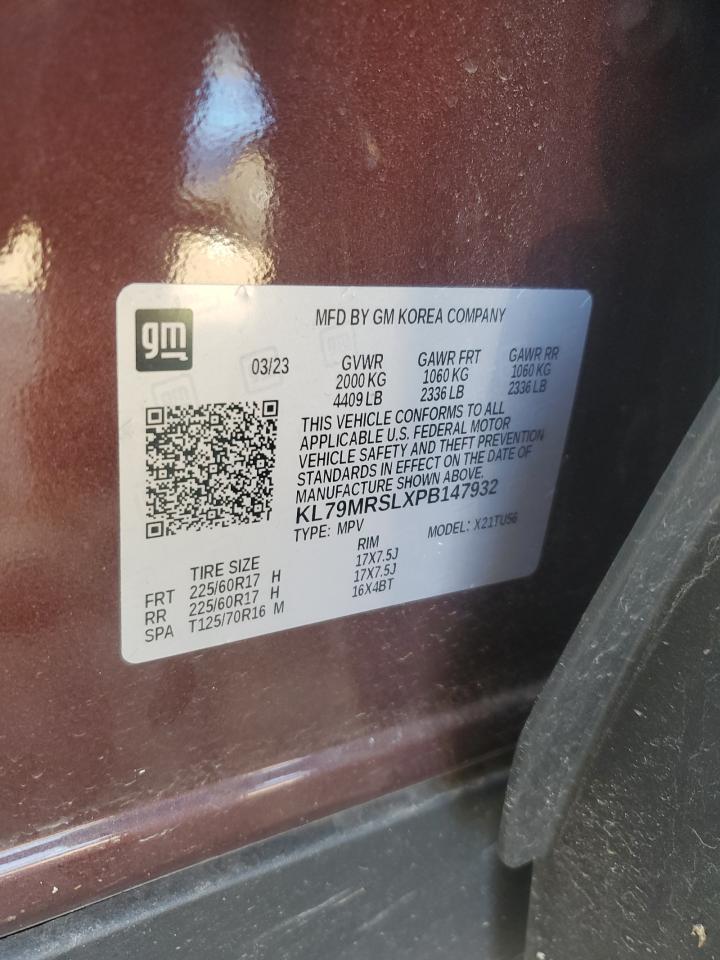 gm
MFD BY GM KOREA COMPANY
03/23 GVWR GAWR FRT GAWR RR
2000 KG 1060 KG 1060 KG
4409 LB 2336 LB 2336 LB
THIS VEHICLE CONFORMS TO ALL
APPLICABLE U.S. FEDERAL MOTOR
VEHICLE SAFETY AND THEFT PREVENTION
STANDARDS IN EFFECT ON THE DATE OF
MANUFACTURE SHOWN ABOVE.
KL79MRSLXPB147932
TYPE: MPV MODEL: X21TU56
TIRE SIZE RIM
FRT 225/60R17 H 17X7.5J
RR 225/60R17 H 17X7.5J
SPA T125/70R16 M 16X4BT